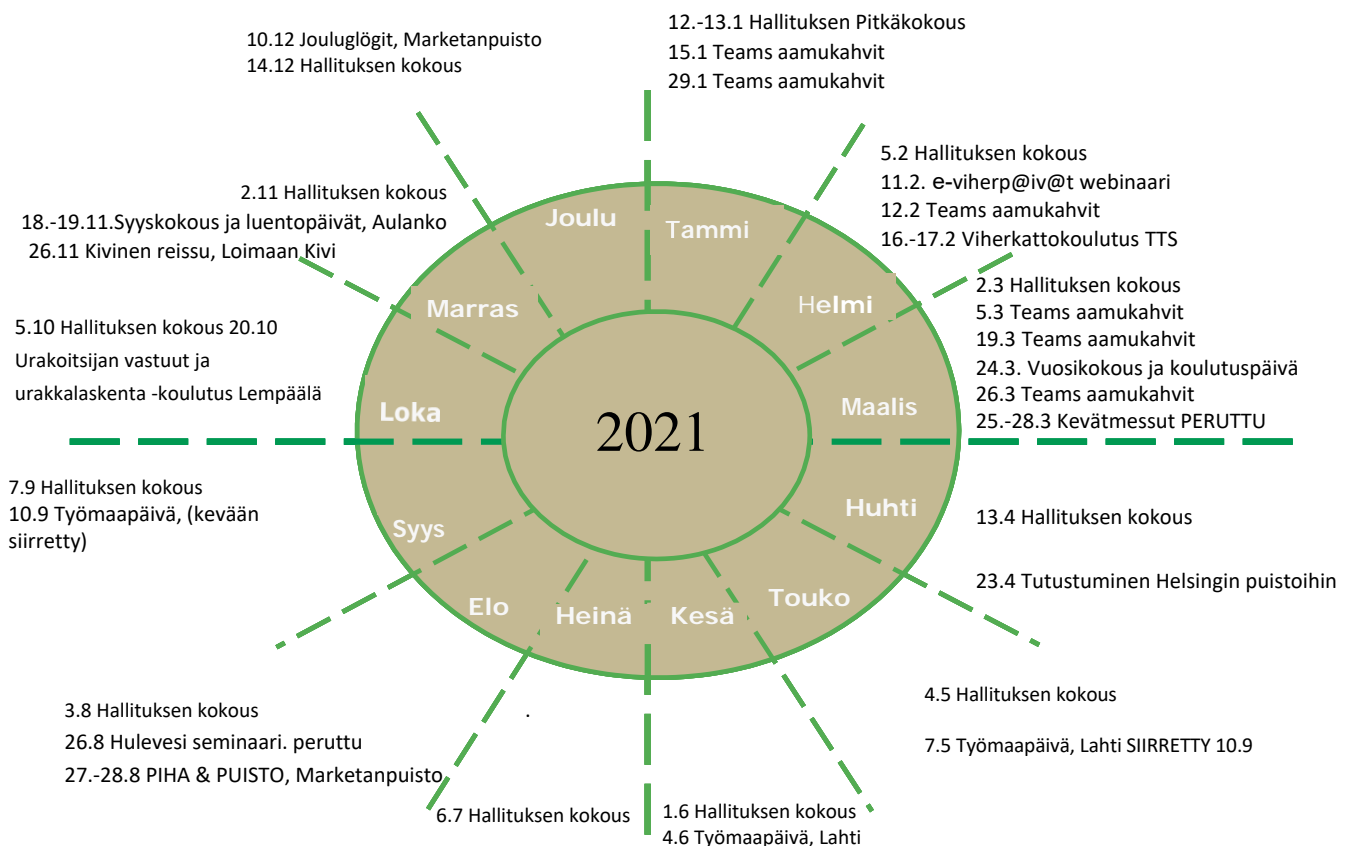 12.-13.1 Hallituksen Pitkäkokous
15.1 Teams aamukahvit
29.1 Teams aamukahvit
5.2 Hallituksen kokous
11.2. e-viherp@iv@t webinaari
12.2 Teams aamukahvit
16.-17.2 Viherkattokoulutus TTS
2.3 Hallituksen kokous
5.3 Teams aamukahvit
19.3 Teams aamukahvit
24.3. Vuosikokous ja koulutuspäivä
26.3 Teams aamukahvit
25.-28.3 Kevätmessut PERUTTU
13.4 Hallituksen kokous
23.4 Tutustuminen Helsingin puistoihin
4.5 Hallituksen kokous
7.5 Työmaapäivä, Lahti SIIRRETTY 10.9
1.6 Hallituksen kokous
4.6 Työmaapäivä, Lahti
6.7 Hallituksen kokous
.
3.8 Hallituksen kokous
26.8 Hulevesi seminaari. peruttu
27.-28.8 PIHA & PUISTO, Marketanpuisto
7.9 Hallituksen kokous
10.9 Työmaapäivä, (kevään
siirretty)
5.10 Hallituksen kokous 20.10
Urakoitsijan vastuut ja
urakkalaskenta -koulutus Lempäälä
2.11 Hallituksen kokous
18.-19.11.Syyskokous ja luentopäivät, Aulanko
26.11 Kivinen reissu, Loimaan Kivi
10.12 Jouluglögit, Marketanpuisto
14.12 Hallituksen kokous
Tammi
Helmi
Maalis
Huhti
Touko
Kesä
Heinä
Elo
Syys
Loka
Marras
Joulu
2021